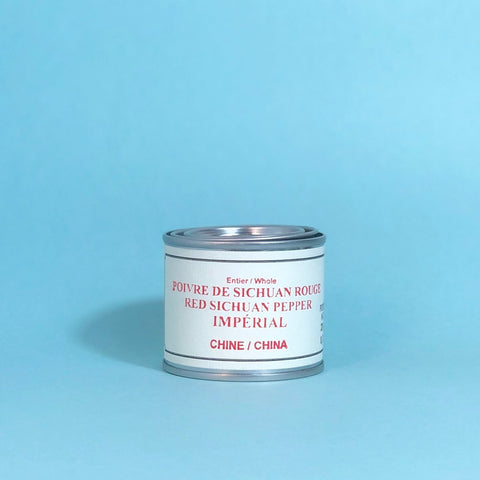 Entier / Whole
POIVRE DE SICHUAN ROUGE
RED SICHUAN PEPPER
IMPÉRIAL
CHINE / CHINA